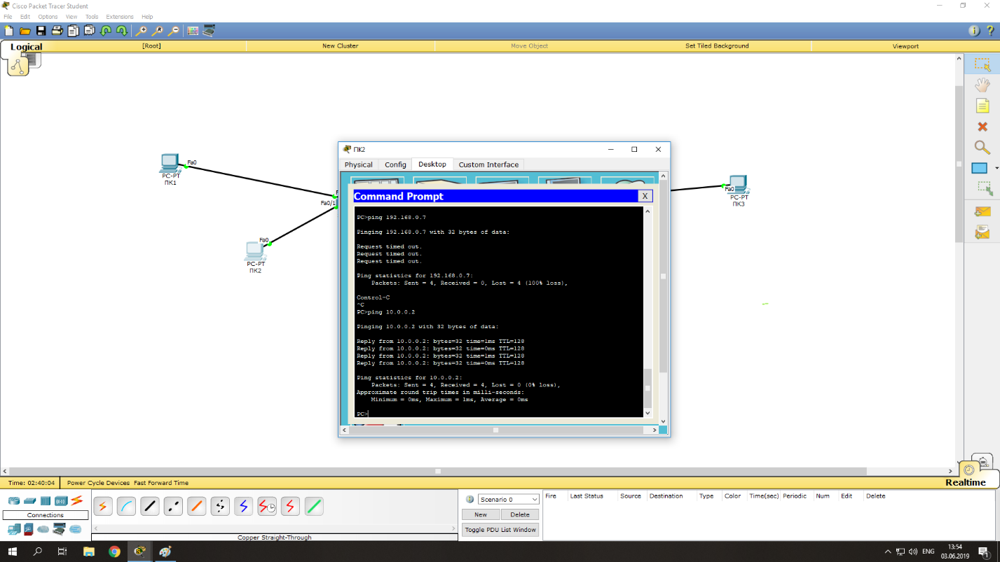 Cisco Packet Tracer Student
File Edit Options View Tools Extensions Help
Logical [Root] New Cluster Move Object Set Tiled Background Viewport
Fa0
PC-PT
ПК1
Fa0/1
Fa0
PC-PT
ПК2
Fa0
PC-PT
ПК3
ПК2
Physical Config Desktop Custom Interface
Command Prompt X
PC>ping 192.168.0.7
Pinging 192.168.0.7 with 32 bytes of data:
Request timed out.
Request timed out.
Request timed out.
Ping statistics for 192.168.0.7:
Packets: Sent = 4, Received = 0, Lost = 4 (100% loss),
Control-C
^C
PC>ping 10.0.0.2
Pinging 10.0.0.2 with 32 bytes of data:
Reply from 10.0.0.2: bytes=32 time=1ms TTL=128
Reply from 10.0.0.2: bytes=32 time=0ms TTL=128
Reply from 10.0.0.2: bytes=32 time=1ms TTL=128
Reply from 10.0.0.2: bytes=32 time=0ms TTL=128
Ping statistics for 10.0.0.2:
Packets: Sent = 4, Received = 4, Lost = 0 (0% loss),
Approximate round trip times in milli-seconds:
Minimum = 0ms, Maximum = 1ms, Average = 0ms
PC>
Time: 02:40:04 Power Cycle Devices Fast Forward Time
Realtime
Connections
Copper Straight-Through
Scenario 0
New Delete
Toggle PDU List Window
Fire Last Status Source Destination Type Color Time(sec) Periodic Num Edit Delete
ENG
13:54
03.06.2019
1